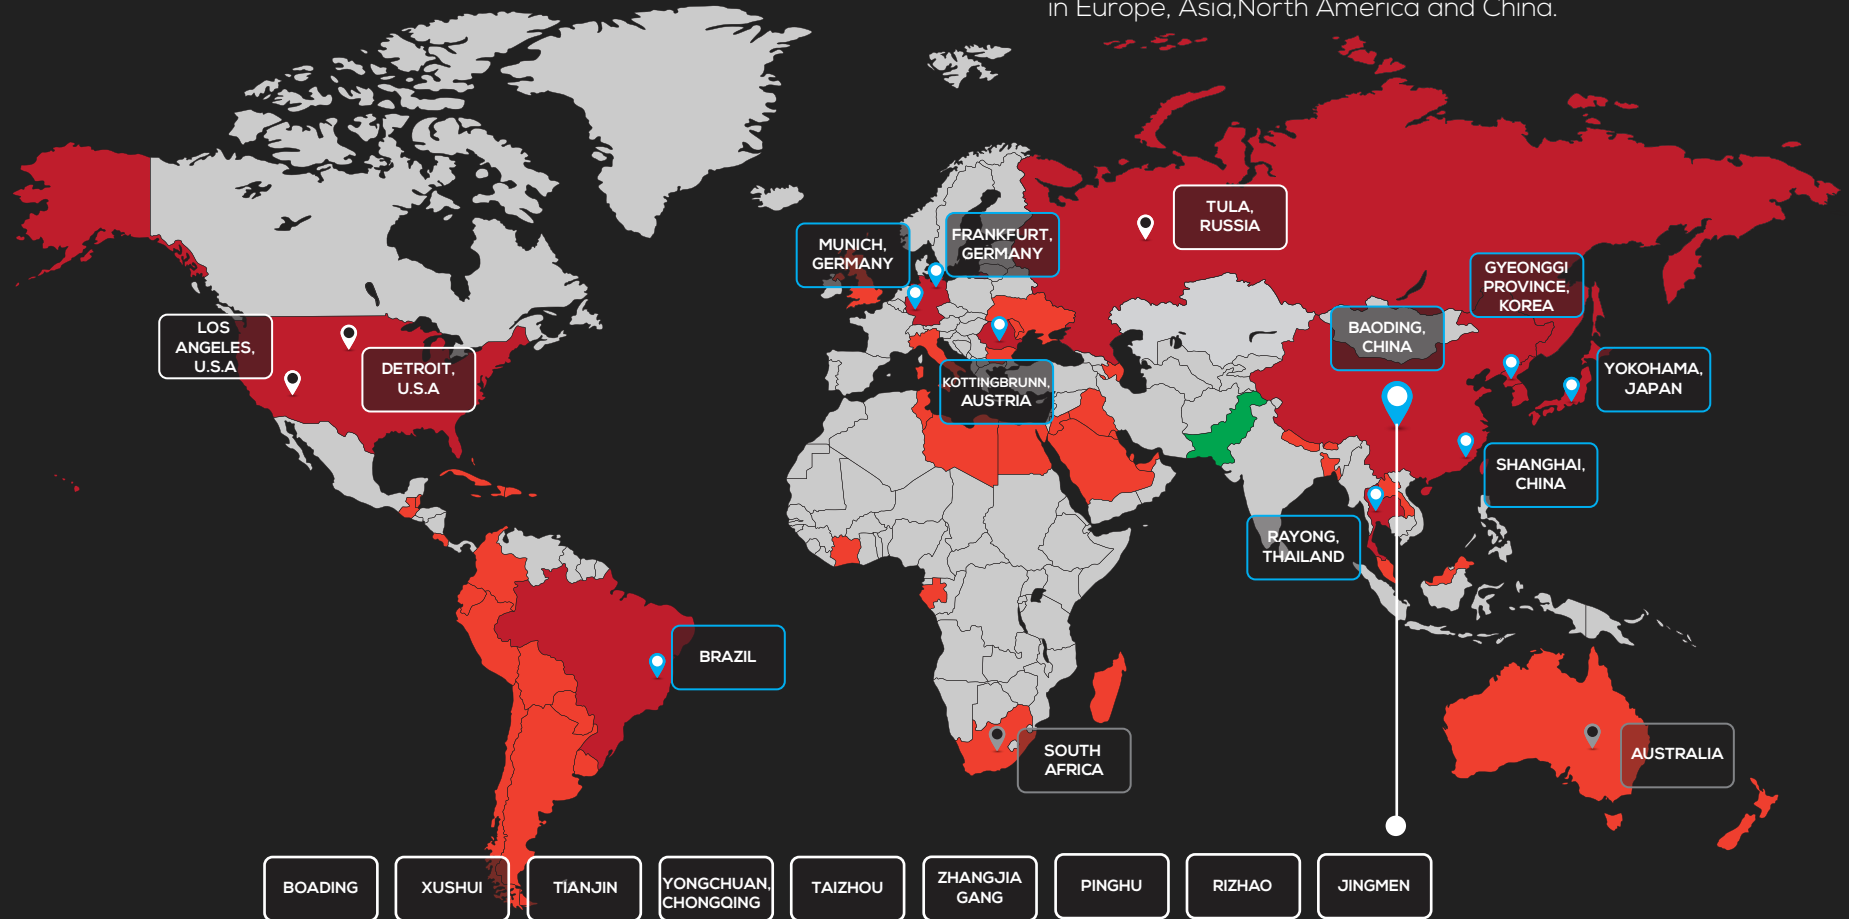 in Europe, Asia,North America and China.
TULA,
RUSSIA
MUNICH,
GERMANY
FRANKFURT,
GERMANY
GYEONGGI
PROVINCE,
KOREA
LOS
ANGELES,
U.S.A
DETROIT,
U.S.A
BAODING,
CHINA
KOTTINGBRUNN,
AUSTRIA
YOKOHAMA,
JAPAN
SHANGHAI,
CHINA
RAYONG,
THAILAND
BRAZIL
SOUTH
AFRICA
AUSTRALIA
BOADING
XUSHUI
TIANJIN
YONGCHUAN,
CHONGQING
TAIZHOU
ZHANGJIA
GANG
PINGHU
RIZHAO
JINGMEN